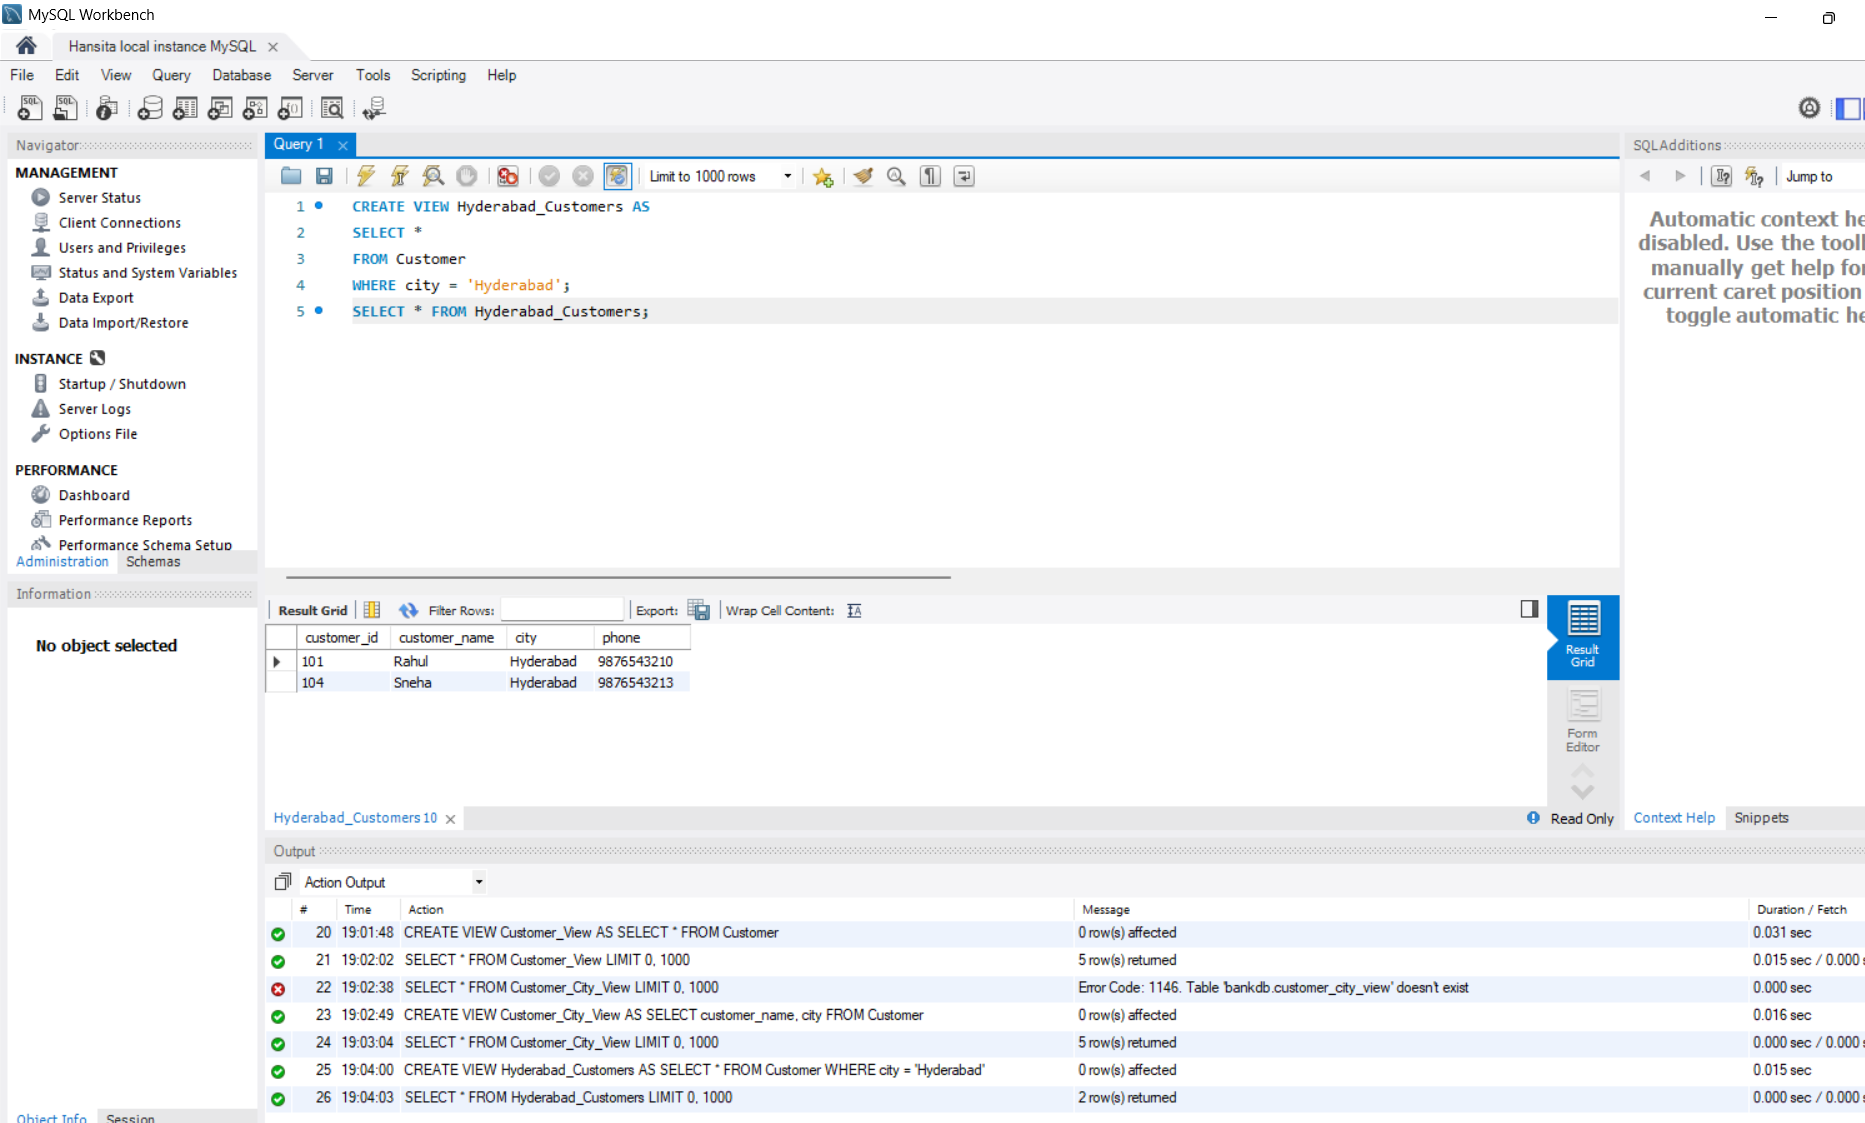 MySQL Workbench
Hansita local instance MySQL
File Edit View Query Database Server Tools Scripting Help
Navigator
MANAGEMENT
Server Status
Client Connections
Users and Privileges
Status and System Variables
Data Export
Data Import/Restore
INSTANCE
Startup / Shutdown
Server Logs
Options File
PERFORMANCE
Dashboard
Performance Reports
Performance Schema Setup
Administration Schemas
Information
No object selected
Object Info Session
Query 1
Limit to 1000 rows
1 CREATE VIEW Hyderabad_Customers AS
2 SELECT *
3 FROM Customer
4 WHERE city = 'Hyderabad';
5 SELECT * FROM Hyderabad_Customers;
Result Grid Filter Rows: Export: Wrap Cell Content:
customer_id customer_name city phone
101 Rahul Hyderabad 9876543210
104 Sneha Hyderabad 9876543213
Result
Grid
Form
Editor
Hyderabad_Customers 10 Read Only
SQLAdditions
Jump to
Automatic context he
disabled. Use the tool
manually get help for
current caret position
toggle automatic he
Context Help Snippets
Output
Action Output
# Time Action Message Duration / Fetch
20 19:01:48 CREATE VIEW Customer_View AS SELECT * FROM Customer 0 row(s) affected 0.031 sec
21 19:02:02 SELECT * FROM Customer_View LIMIT 0, 1000 5 row(s) returned 0.015 sec / 0.000 s
22 19:02:38 SELECT * FROM Customer_City_View LIMIT 0, 1000 Error Code: 1146. Table 'bankdb.customer_city_view' doesn't exist 0.000 sec
23 19:02:49 CREATE VIEW Customer_City_View AS SELECT customer_name, city FROM Customer 0 row(s) affected 0.016 sec
24 19:03:04 SELECT * FROM Customer_City_View LIMIT 0, 1000 5 row(s) returned 0.000 sec / 0.000 s
25 19:04:00 CREATE VIEW Hyderabad_Customers AS SELECT * FROM Customer WHERE city = 'Hyderabad' 0 row(s) affected 0.015 sec
26 19:04:03 SELECT * FROM Hyderabad_Customers LIMIT 0, 1000 2 row(s) returned 0.000 sec / 0.000 s